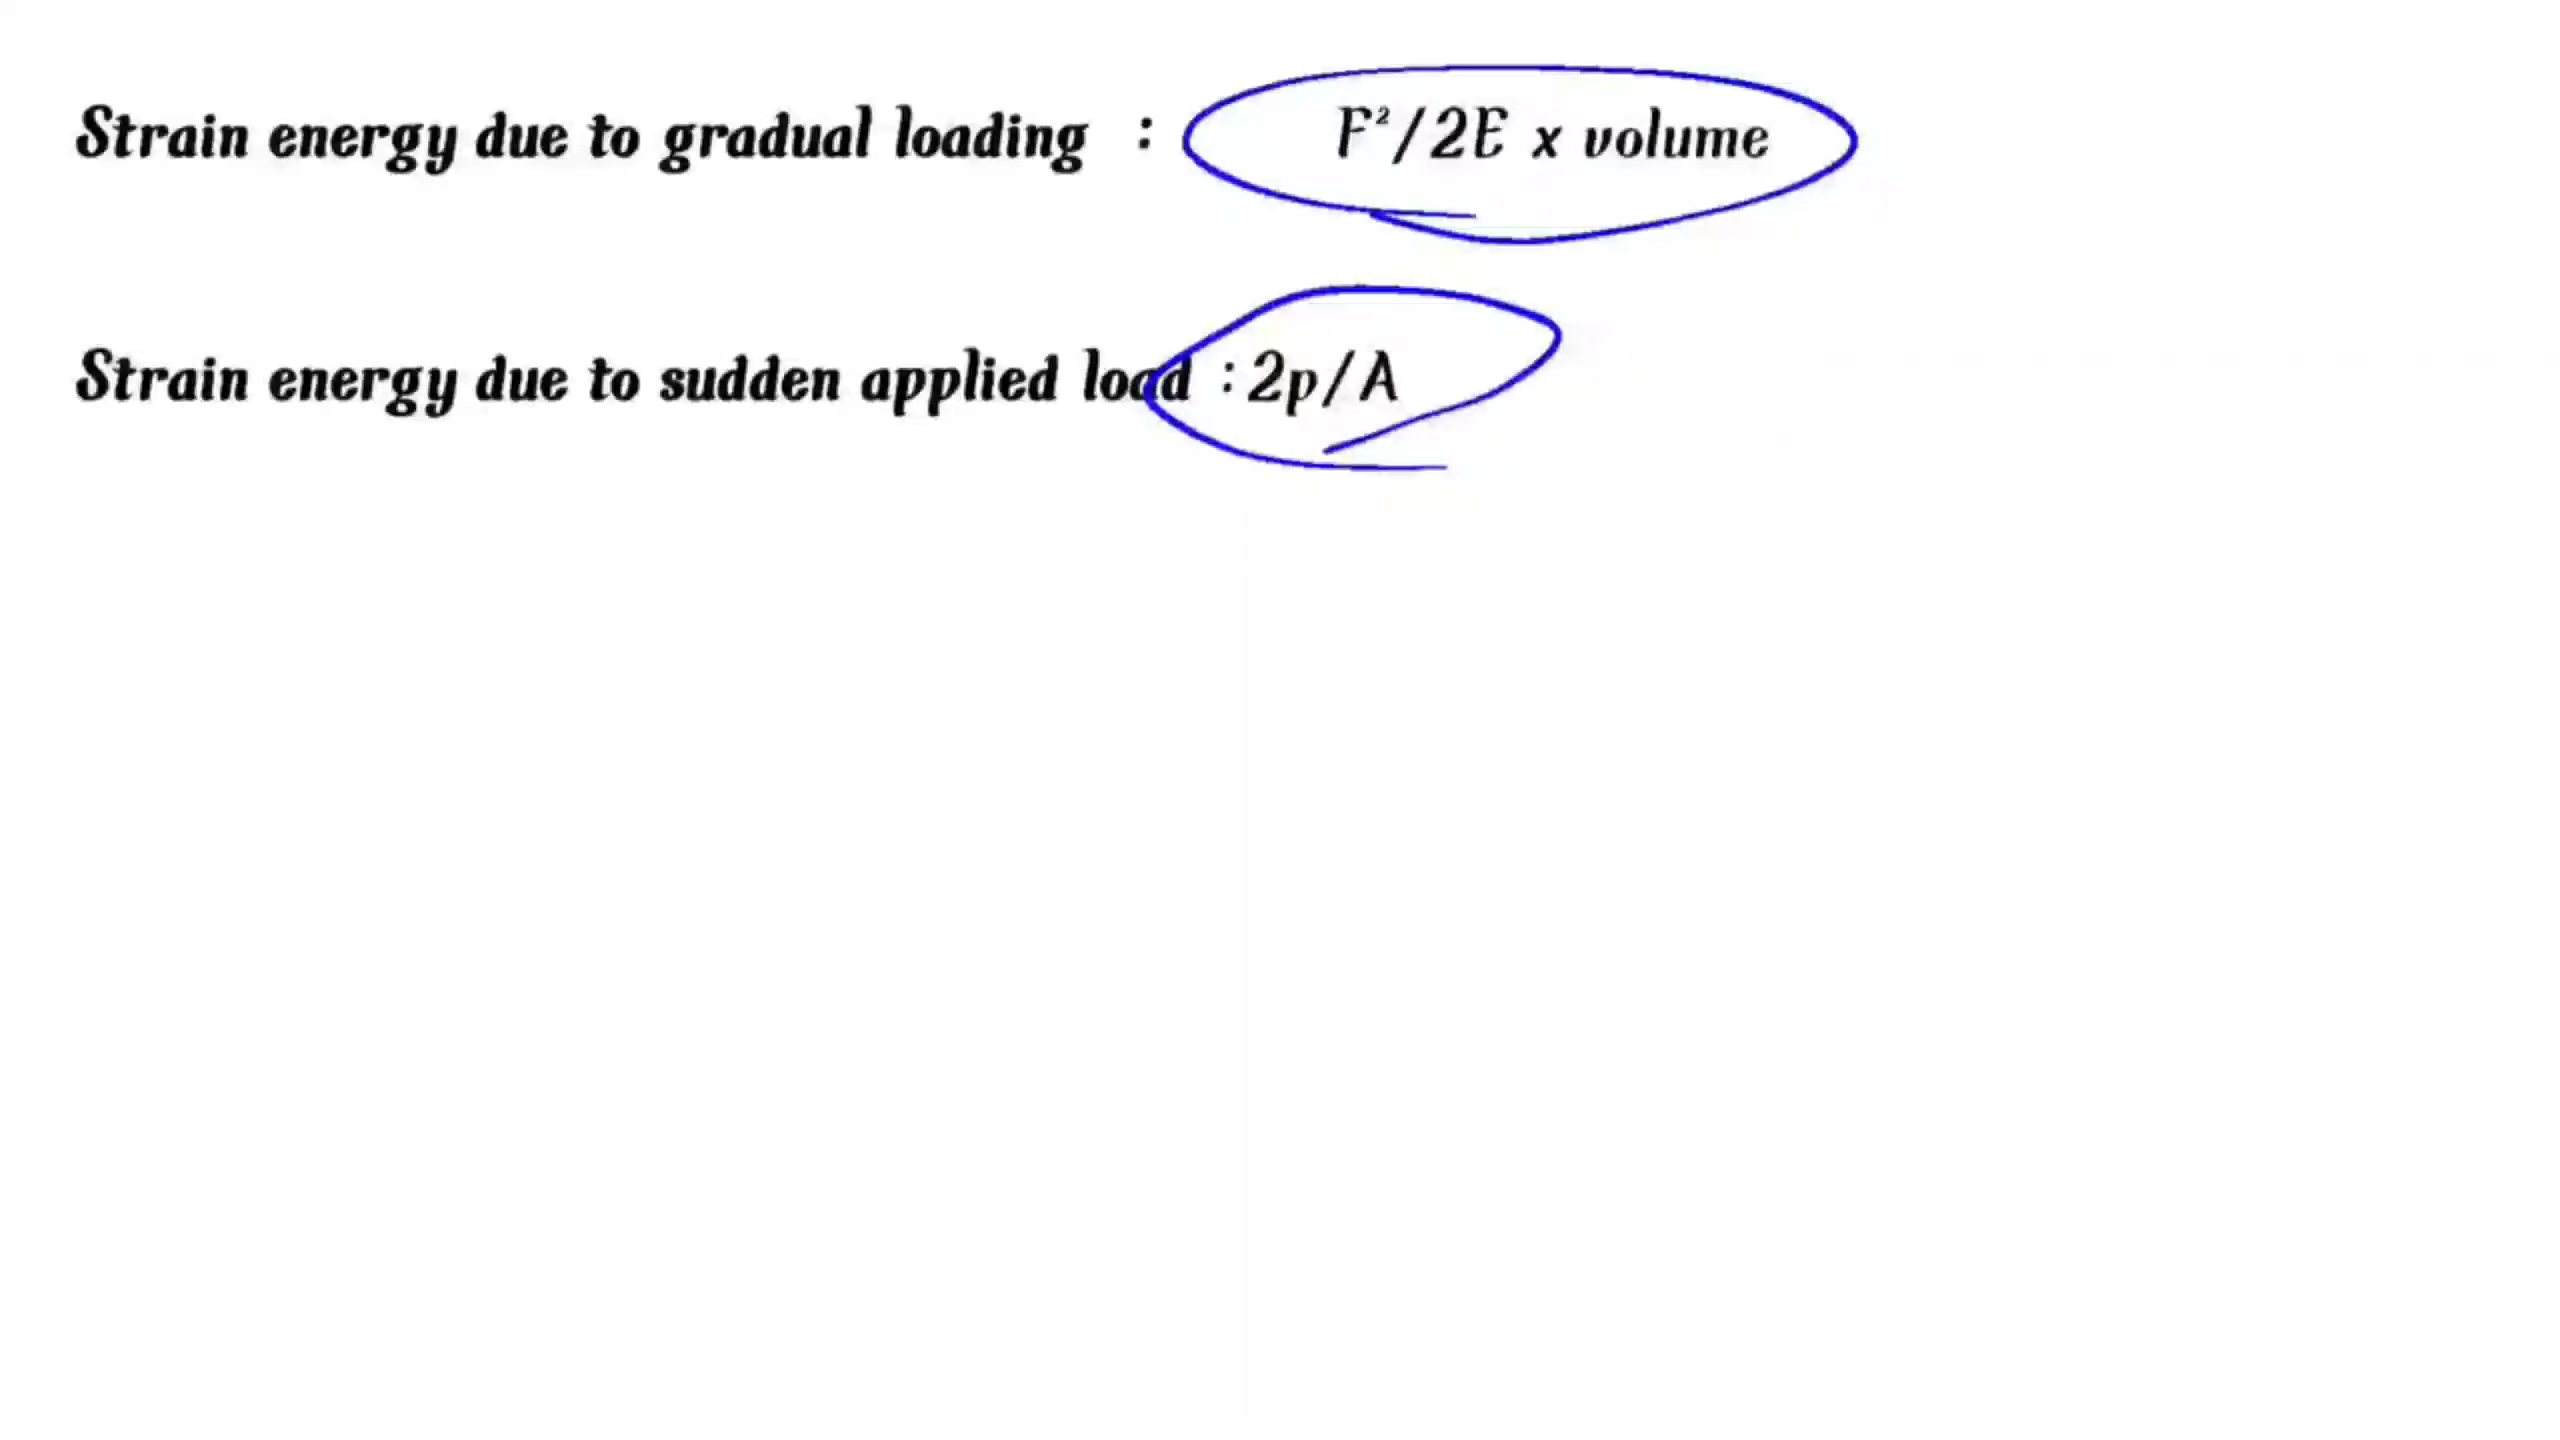 Strain energy due to gradual loading : F²/2E x volume
Strain energy due to sudden applied load : 2p/A